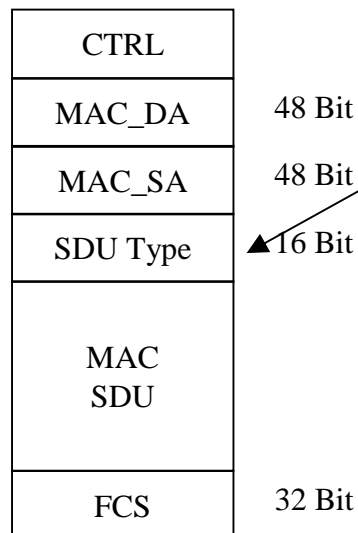 CTRL
MAC_DA 48 Bit
MAC_SA 48 Bit
SDU Type 16 Bit
MAC
SDU
FCS 32 Bit